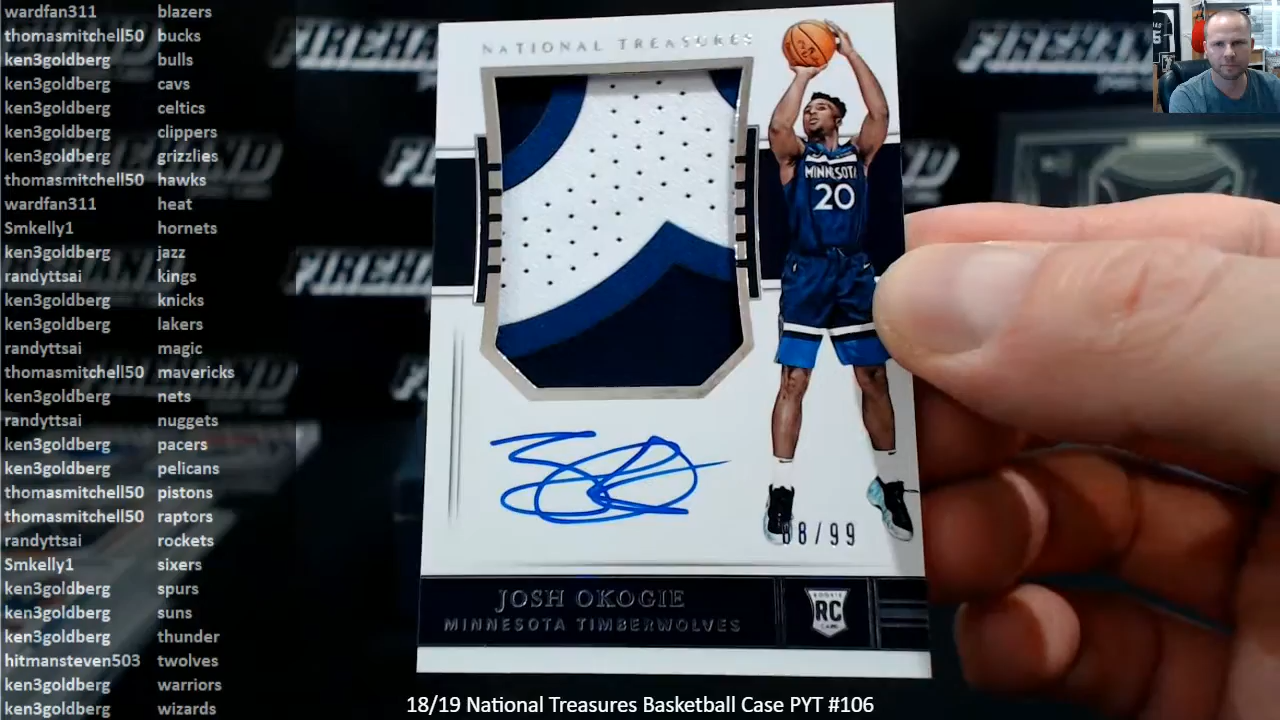 wardfan311 blazers
thomasmitchell50 bucks
ken3goldberg bulls
ken3goldberg cavs
ken3goldberg celtics
ken3goldberg clippers
ken3goldberg grizzlies
thomasmitchell50 hawks
wardfan311 heat
Smkelly1 hornets
ken3goldberg jazz
randyttsai kings
ken3goldberg knicks
ken3goldberg lakers
randyttsai magic
thomasmitchell50 mavericks
ken3goldberg nets
randyttsai nuggets
ken3goldberg pacers
ken3goldberg pelicans
thomasmitchell50 pistons
thomasmitchell50 raptors
randyttsai rockets
Smkelly1 sixers
ken3goldberg spurs
ken3goldberg suns
ken3goldberg thunder
hitmansteven503 twolves
ken3goldberg warriors
ken3goldberg wizards
NATIONAL TREASURES
MINNESOTA
20
/99
JOSH OKOGIE
MINNESOTA TIMBERWOLVES
ROOKIE
RC
CARD
FIREHAND
18/19 National Treasures Basketball Case PYT #106